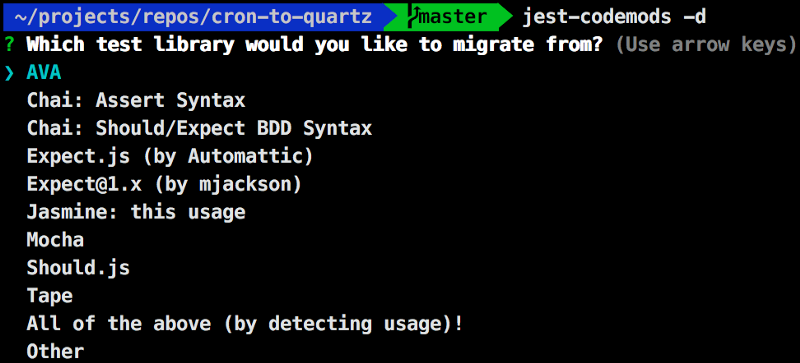 ~/projects/repos/cron-to-quartz master jest-codemods -d
? Which test library would you like to migrate from? (Use arrow keys)
❯ AVA
Chai: Assert Syntax
Chai: Should/Expect BDD Syntax
Expect.js (by Automattic)
Expect@1.x (by mjackson)
Jasmine: this usage
Mocha
Should.js
Tape
All of the above (by detecting usage)!
Other